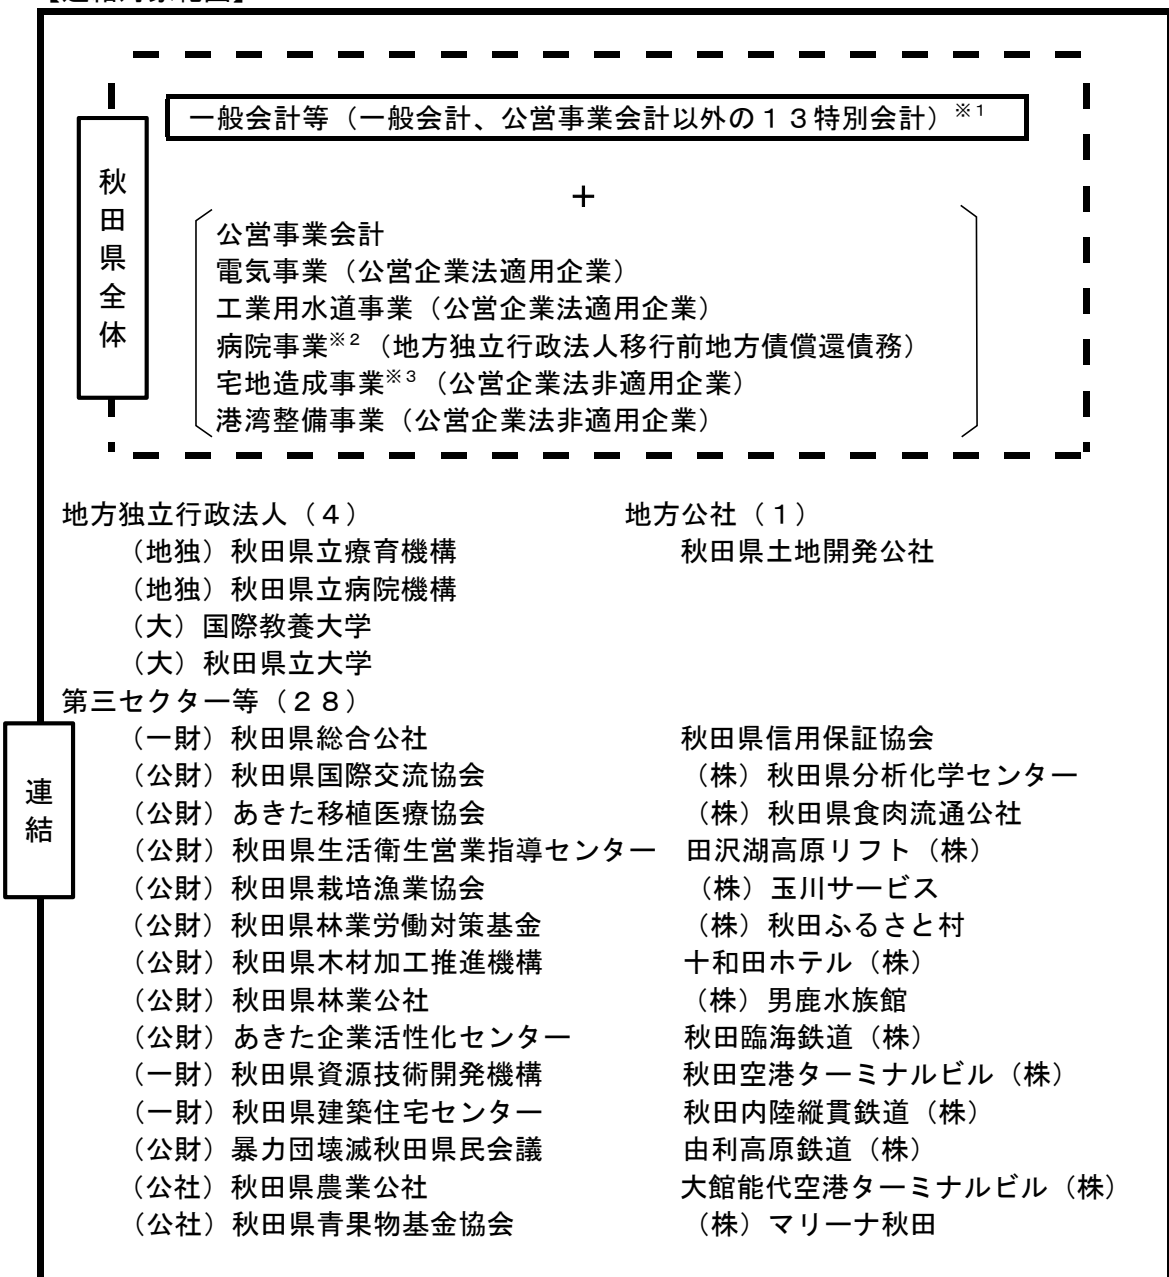 一般会計等（一般会計、公営事業会計以外の１３特別会計）※１
秋田県全体
＋
公営事業会計
電気事業（公営企業法適用企業）
工業用水道事業（公営企業法適用企業）
病院事業※２（地方独立行政法人移行前地方債償還債務）
宅地造成事業※３（公営企業法非適用企業）
港湾整備事業（公営企業法非適用企業）
地方独立行政法人（４）
（地独）秋田県立療育機構
（地独）秋田県立病院機構
（大）国際教養大学
（大）秋田県立大学
地方公社（１）
秋田県土地開発公社
第三セクター等（２８）
連結
（一財）秋田県総合公社
（公財）秋田県国際交流協会
（公財）あきた移植医療協会
（公財）秋田県生活衛生営業指導センター
（公財）秋田県栽培漁業協会
（公財）秋田県林業労働対策基金
（公財）秋田県木材加工推進機構
（公財）秋田県林業公社
（公財）あきた企業活性化センター
（一財）秋田県資源技術開発機構
（一財）秋田県建築住宅センター
（公財）暴力団壊滅秋田県民会議
（公社）秋田県農業公社
（公社）秋田県青果物基金協会
秋田県信用保証協会
（株）秋田県分析化学センター
（株）秋田県食肉流通公社
田沢湖高原リフト（株）
（株）玉川サービス
（株）秋田ふるさと村
十和田ホテル（株）
（株）男鹿水族館
秋田臨海鉄道（株）
秋田空港ターミナルビル（株）
秋田内陸縦貫鉄道（株）
由利高原鉄道（株）
大館能代空港ターミナルビル（株）
（株）マリーナ秋田